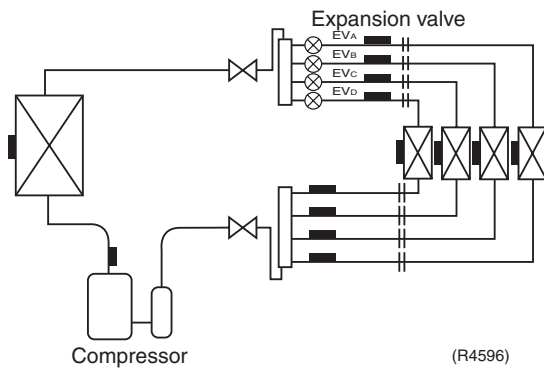 Expansion valve
EVA
EVB
EVC
EVD
Compressor
(R4596)